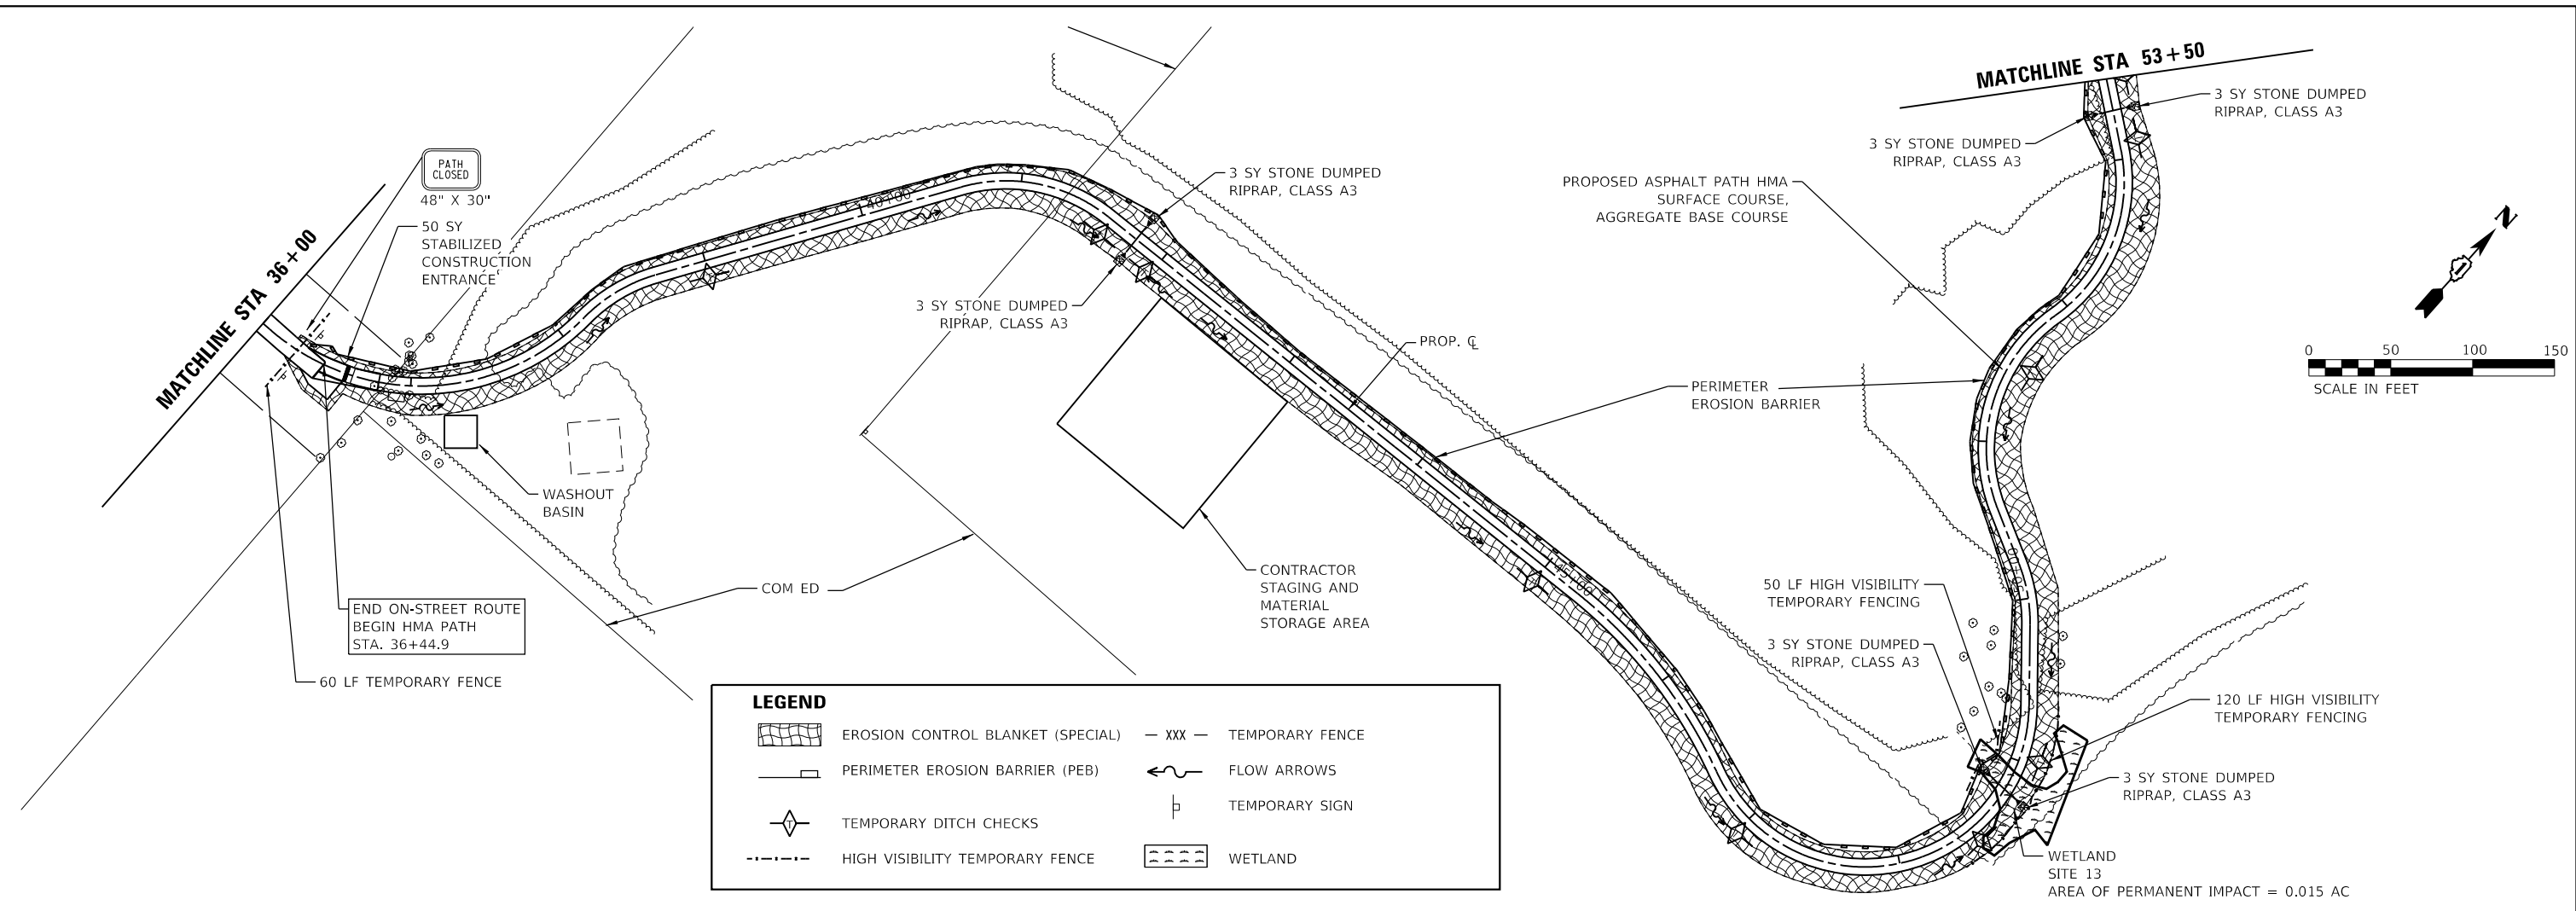 MATCHLINE STA 53+50
3 SY STONE DUMPED
RIPRAP, CLASS A3
3 SY STONE DUMPED
RIPRAP, CLASS A3
PATH
CLOSED
48" X 30"
50 SY
STABILIZED
CONSTRUCTION
ENTRANCE
MATCHLINE STA 36+00
140+00
3 SY STONE DUMPED
RIPRAP, CLASS A3
3 SY STONE DUMPED
RIPRAP, CLASS A3
PROPOSED ASPHALT PATH HMA
SURFACE COURSE,
AGGREGATE BASE COURSE
N
0 50 100 150
SCALE IN FEET
PROP. ℄
PERIMETER
EROSION BARRIER
WASHOUT
BASIN
COM ED
CONTRACTOR
STAGING AND
MATERIAL
STORAGE AREA
END ON-STREET ROUTE
BEGIN HMA PATH
STA. 36+44.9
60 LF TEMPORARY FENCE
50 LF HIGH VISIBILITY
TEMPORARY FENCING
3 SY STONE DUMPED
RIPRAP, CLASS A3
120 LF HIGH VISIBILITY
TEMPORARY FENCING
3 SY STONE DUMPED
RIPRAP, CLASS A3
WETLAND
SITE 13
AREA OF PERMANENT IMPACT = 0.015 AC
LEGEND
EROSION CONTROL BLANKET (SPECIAL)
PERIMETER EROSION BARRIER (PEB)
T
TEMPORARY DITCH CHECKS
HIGH VISIBILITY TEMPORARY FENCE
XXX
TEMPORARY FENCE
FLOW ARROWS
TEMPORARY SIGN
WETLAND